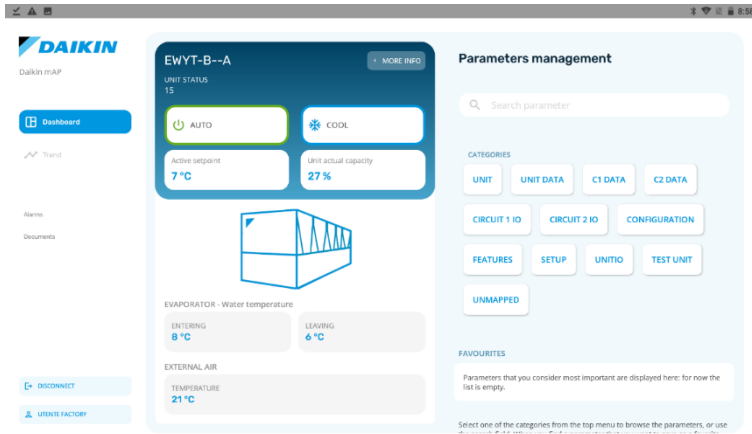 8:58
DAIKIN
Daikin mAP
Dashboard
Trend
Alarms
Documents
DISCONNECT
UTENTE FACTORY
EWYT-B--A
MORE INFO
UNIT STATUS
15
AUTO
COOL
Active setpoint
7 °C
Unit actual capacity
27 %
EVAPORATOR - Water temperature
ENTERING
8 °C
LEAVING
6 °C
EXTERNAL AIR
TEMPERATURE
21 °C
Parameters management
Search parameter
CATEGORIES
UNIT
UNIT DATA
C1 DATA
C2 DATA
CIRCUIT 1 IO
CIRCUIT 2 IO
CONFIGURATION
FEATURES
SETUP
UNITIO
TEST UNIT
UNMAPPED
FAVOURITES
Parameters that you consider most important are displayed here: for now the
list is empty.
Select one of the categories from the top menu to browse the parameters, or use